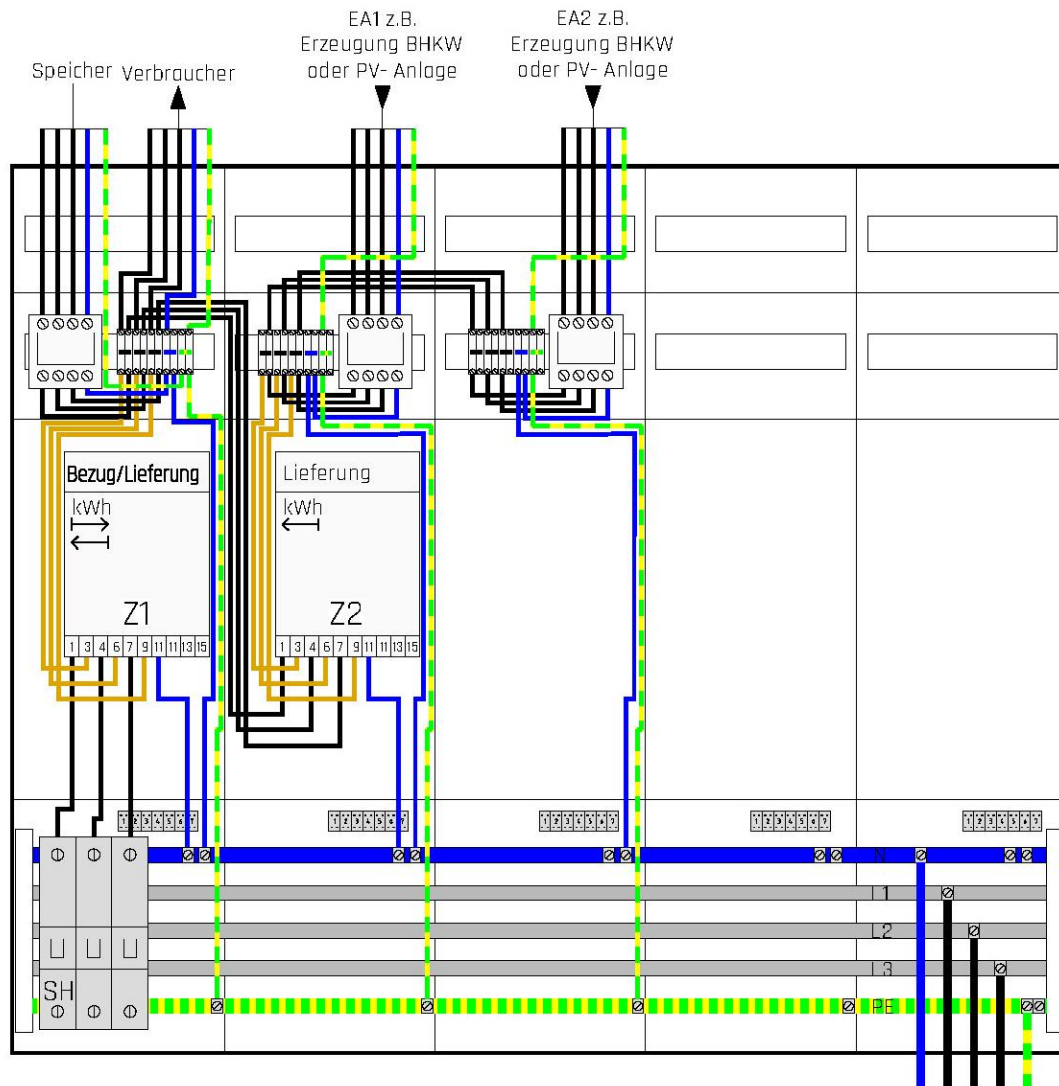 EA1 z.B.
Erzeugung BHKW
oder PV- Anlage
EA2 z.B.
Erzeugung BHKW
oder PV- Anlage
Speicher
Verbraucher
Bezug/Lieferung
kWh
Z1
1 3 4 6 7 9 11 11 13 15
Lieferung
kWh
Z2
1 3 4 6 7 9 11 11 13 15
1 2 3 4 5 6 7
1 2 3 4 5 6 7
1 2 3 4 5 6 7
1 2 3 4 5 6 7
1 2 3 4 5 6 7
N
L1
L2
L3
SH
PE